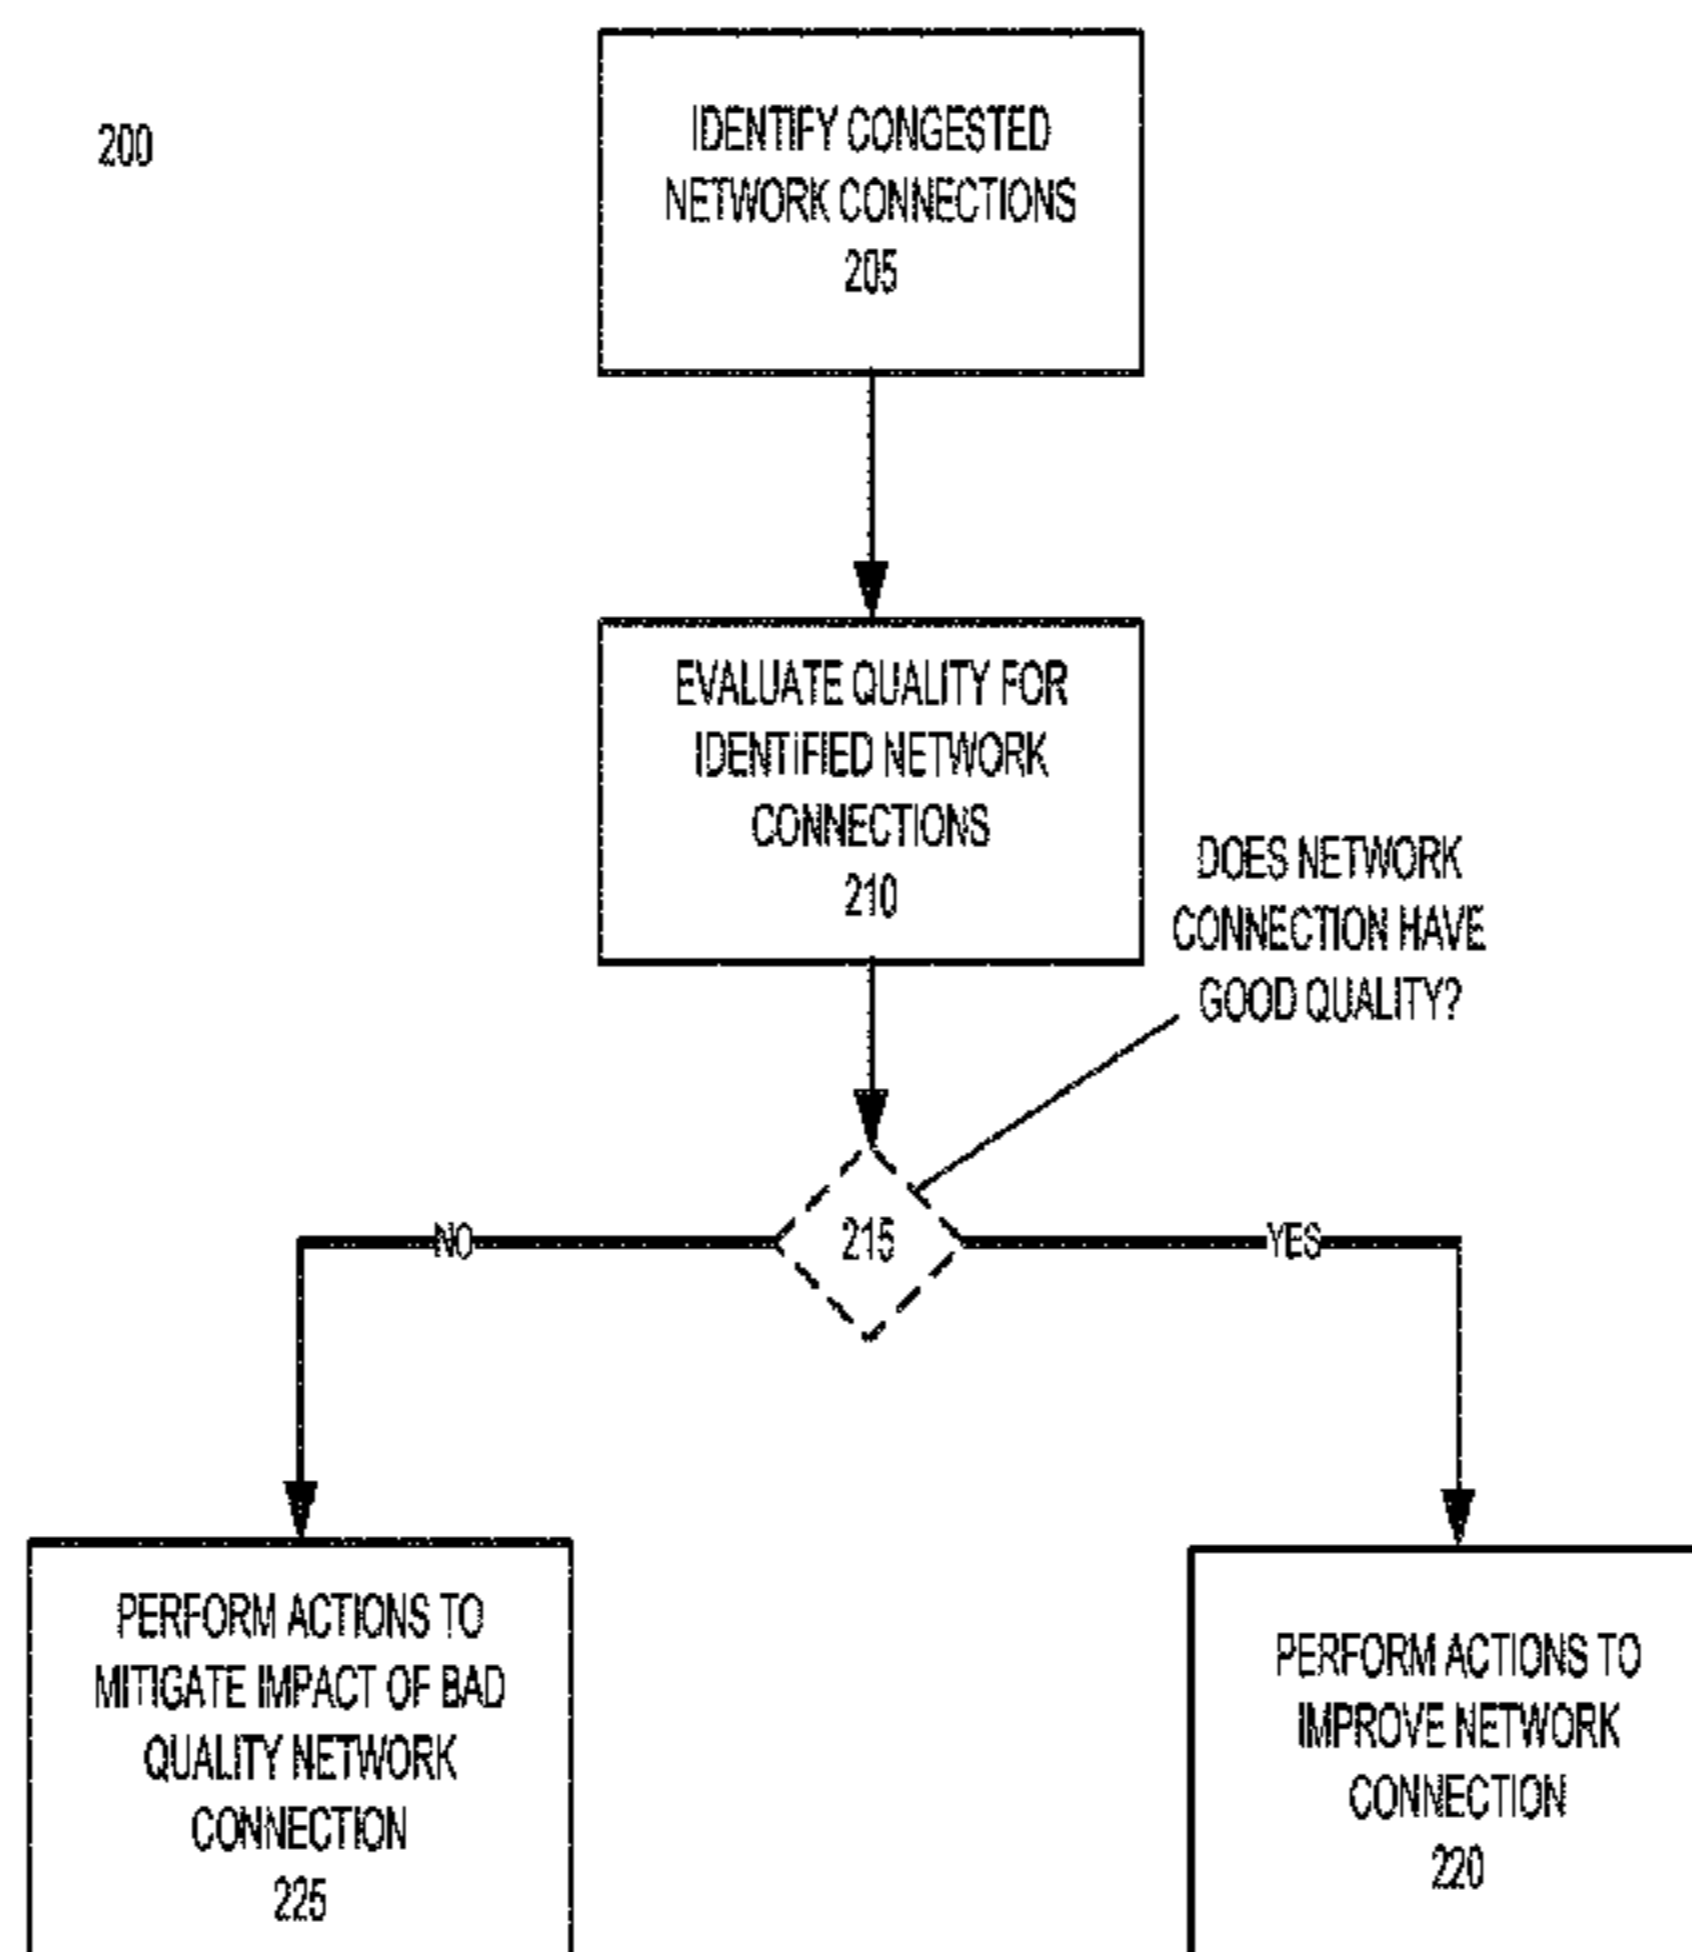 200
IDENTIFY CONGESTED
NETWORK CONNECTIONS
205
EVALUATE QUALITY FOR
IDENTIFIED NETWORK
CONNECTIONS
210
DOES NETWORK
CONNECTION HAVE
GOOD QUALITY?
215
NO
YES
PERFORM ACTIONS TO
MITIGATE IMPACT OF BAD
QUALITY NETWORK
CONNECTION
225
PERFORM ACTIONS TO
IMPROVE NETWORK
CONNECTION
220